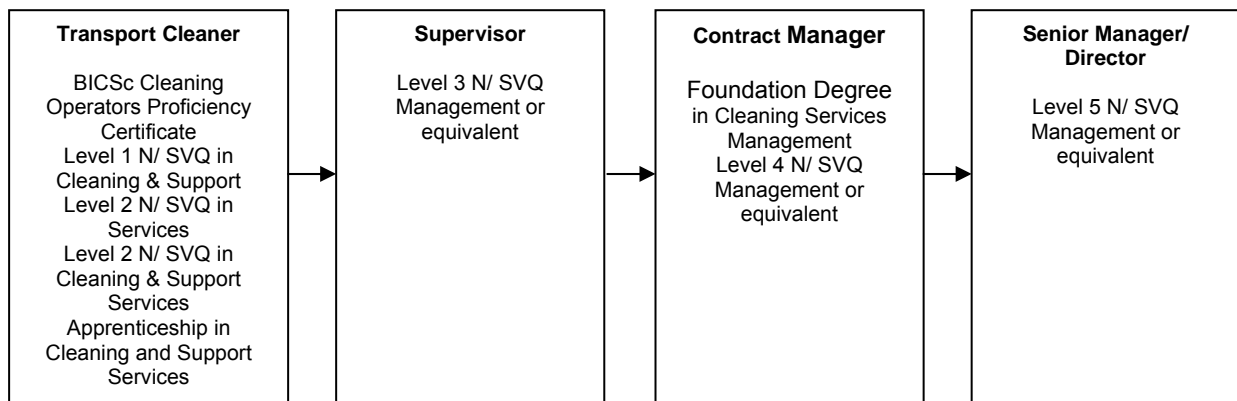 Transport Cleaner
BICSc Cleaning
Operators Proficiency
Certificate
Level 1 N/ SVQ in
Cleaning & Support
Level 2 N/ SVQ in
Services
Level 2 N/ SVQ in
Cleaning & Support
Services
Apprenticeship in
Cleaning and Support
Services
Supervisor
Level 3 N/ SVQ
Management or
equivalent
Contract Manager
Foundation Degree
in Cleaning Services
Management
Level 4 N/ SVQ
Management or
equivalent
Senior Manager/
Director
Level 5 N/ SVQ
Management or
equivalent